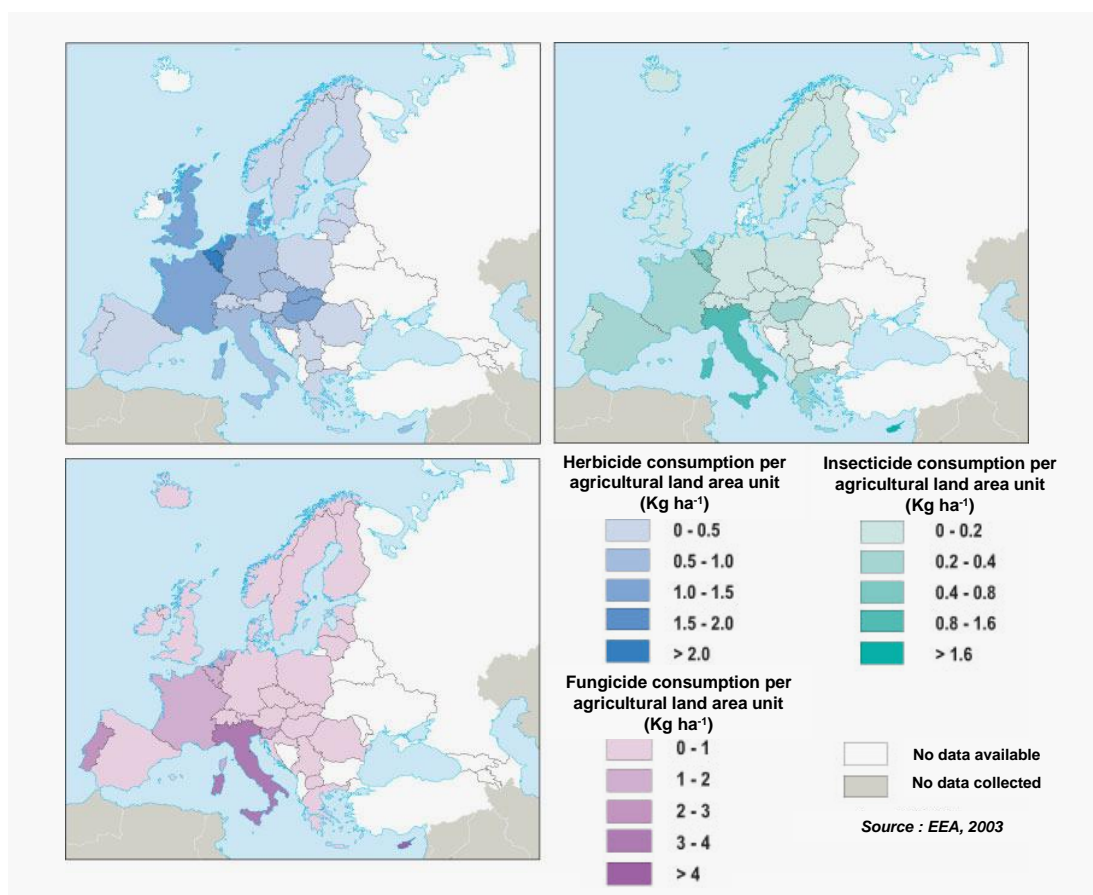 Herbicide consumption per
agricultural land area unit
(Kg ha-1)
0 - 0.5
0.5 - 1.0
1.0 - 1.5
1.5 - 2.0
> 2.0
Insecticide consumption per
agricultural land area unit
(Kg ha-1)
0 - 0.2
0.2 - 0.4
0.4 - 0.8
0.8 - 1.6
> 1.6
Fungicide consumption per
agricultural land area unit
(Kg ha-1)
0 - 1
1 - 2
2 - 3
3 - 4
> 4
No data available
No data collected
Source : EEA, 2003